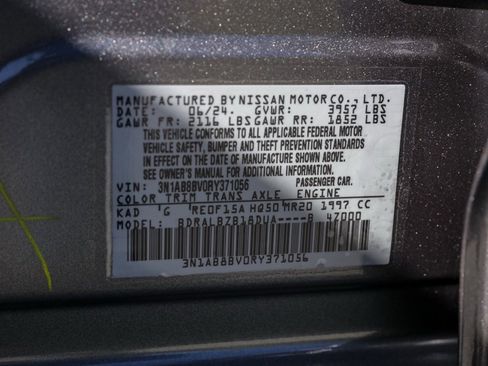 MANUFACTURED BY NISSAN MOTOR CO., LTD.
DATE: 06/24. GVWR: 3957 LBS
GAWR FR: 2116 LBS GAWR RR: 1852 LBS
THIS VEHICLE CONFORMS TO ALL APPLICABLE FEDERAL MOTOR
VEHICLE SAFETY, BUMPER AND THEFT PREVENTION STANDARDS
IN EFFECT ON THE DATE OF MANUFACTURE SHOWN ABOVE.
SEE OWNER'S MANUAL FOR ADDITIONAL INFORMATION.
VIN: 3N1AB8BV0RY371056 PASSENGER CAR.
COLOR TRIM TRANS AXLE ENGINE
KAD G RE0F15A HQ50 MR20 1997 CC
MODEL: BDRALBZB18DUA----B 4Z000
3N1AB8BV0RY371056